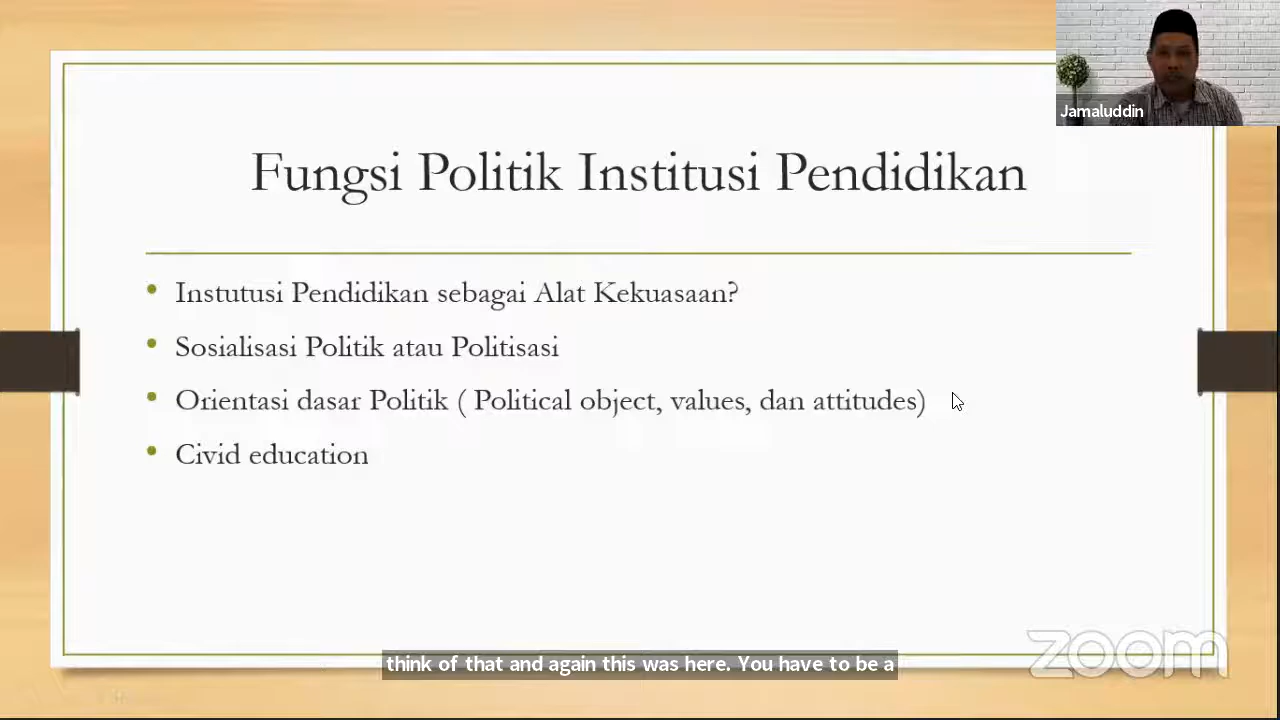 Jamaluddin
Fungsi Politik Institusi Pendidikan
Instutusi Pendidikan sebagai Alat Kekuasaan?
Sosialisasi Politik atau Politisasi
Orientasi dasar Politik ( Political object, values, dan attitudes)
Civid education
zoom
think of that and again this was here. You have to be a